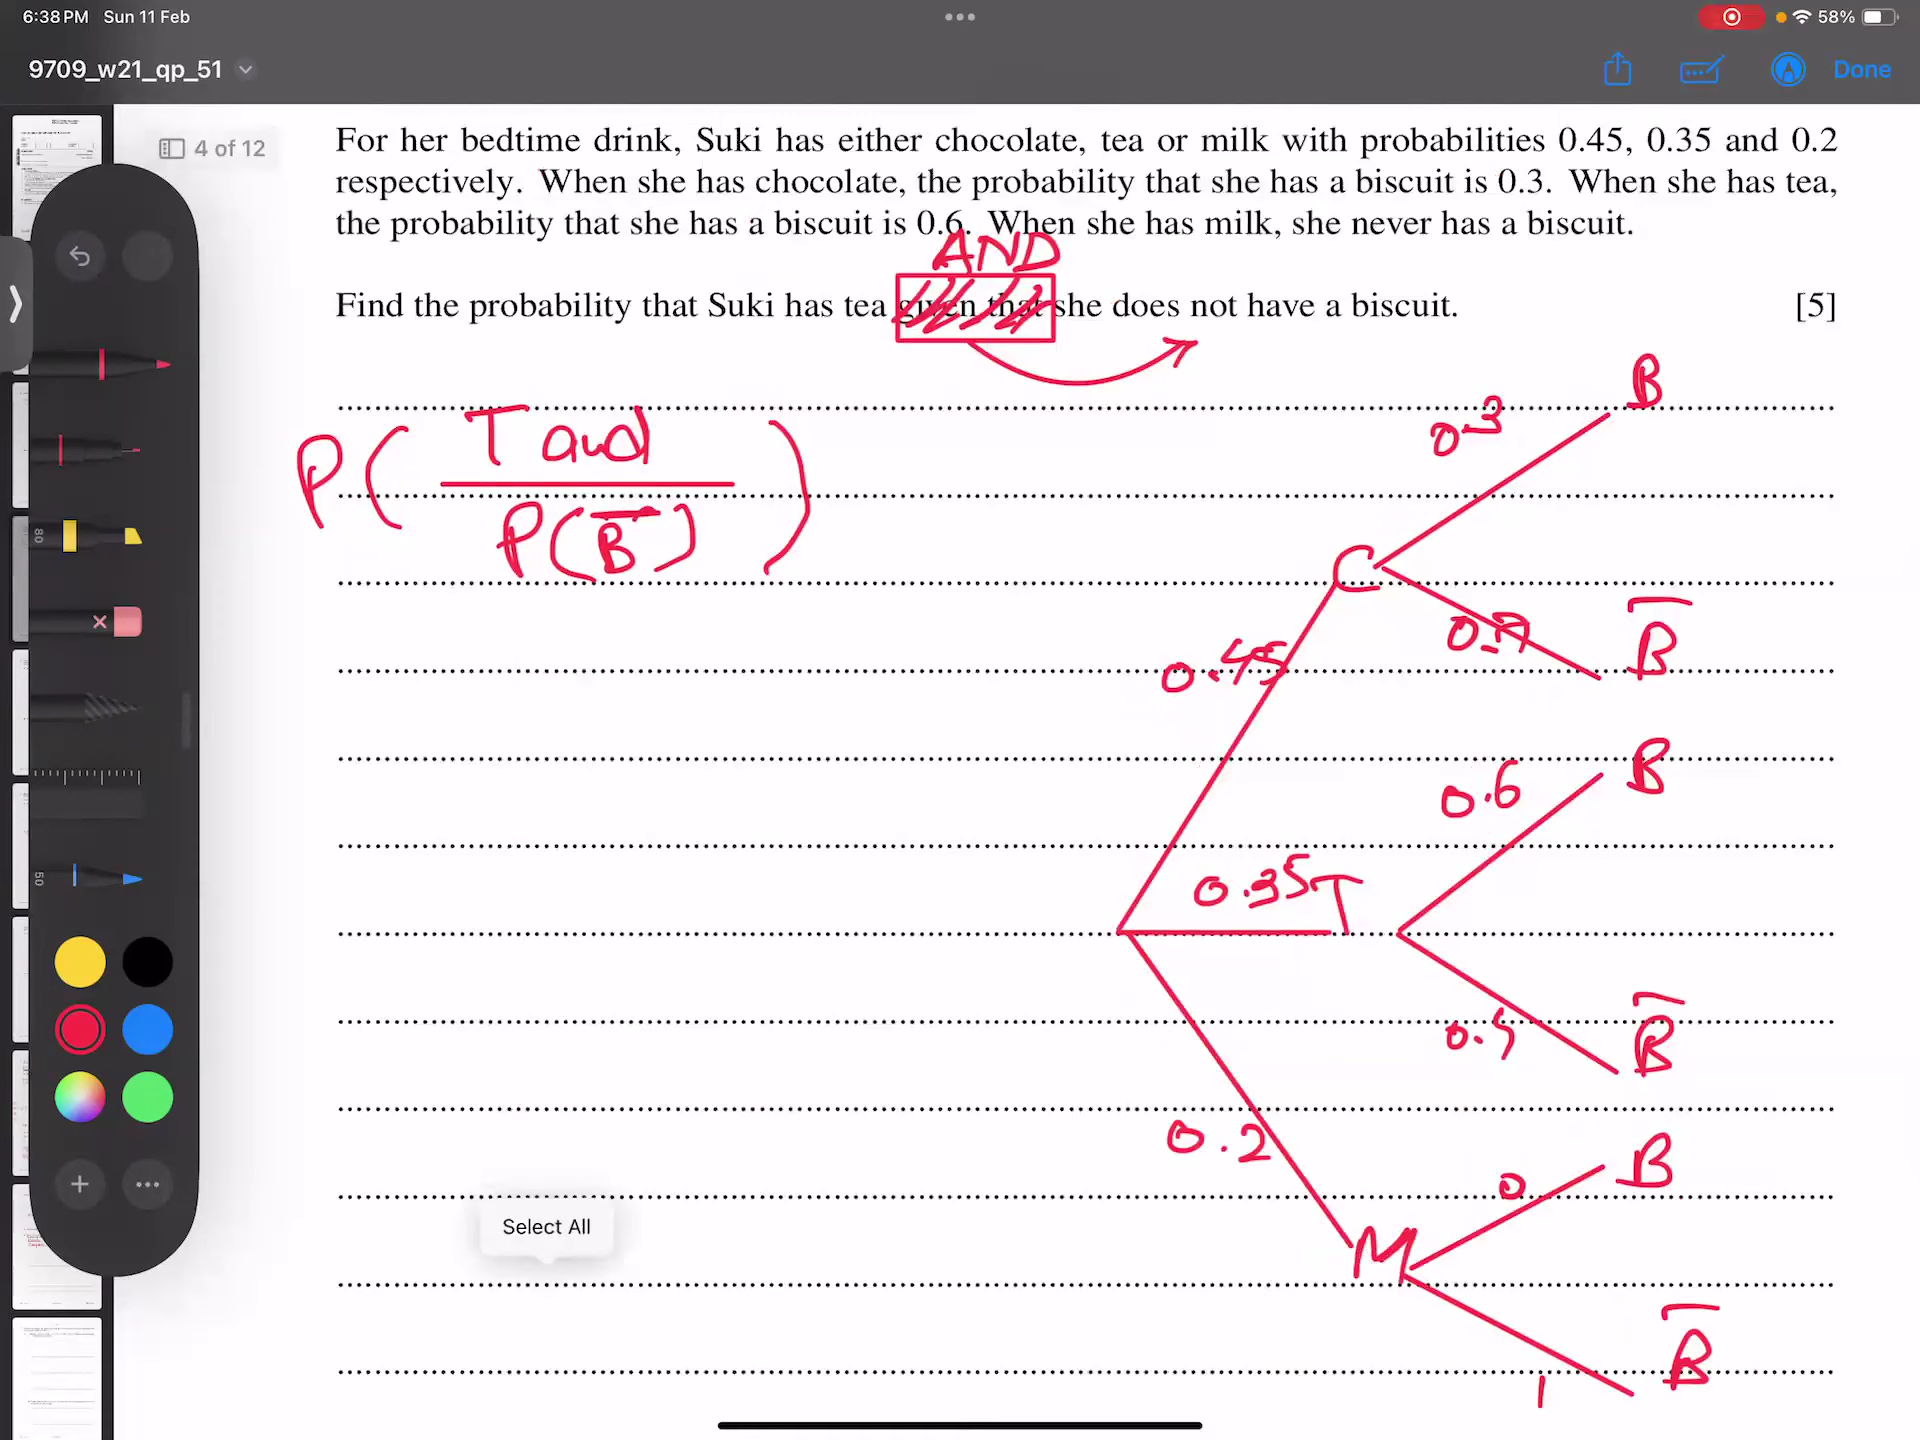 6:38 PM Sun 11 Feb
58%
9709_w21_qp_51
Done
4 of 12
For her bedtime drink, Suki has either chocolate, tea or milk with probabilities 0.45, 0.35 and 0.2
respectively. When she has chocolate, the probability that she has a biscuit is 0.3. When she has tea,
the probability that she has a biscuit is 0.6. When she has milk, she never has a biscuit.
AND
Find the probability that Suki has tea given that she does not have a biscuit. [5]
B
0.3
P(T and
P(B̅))
C
0.7
B̅
0.45
B
0.6
0.35 T
0.4
B̅
0.2
0
B
M
1
B̅
80
50
Select All